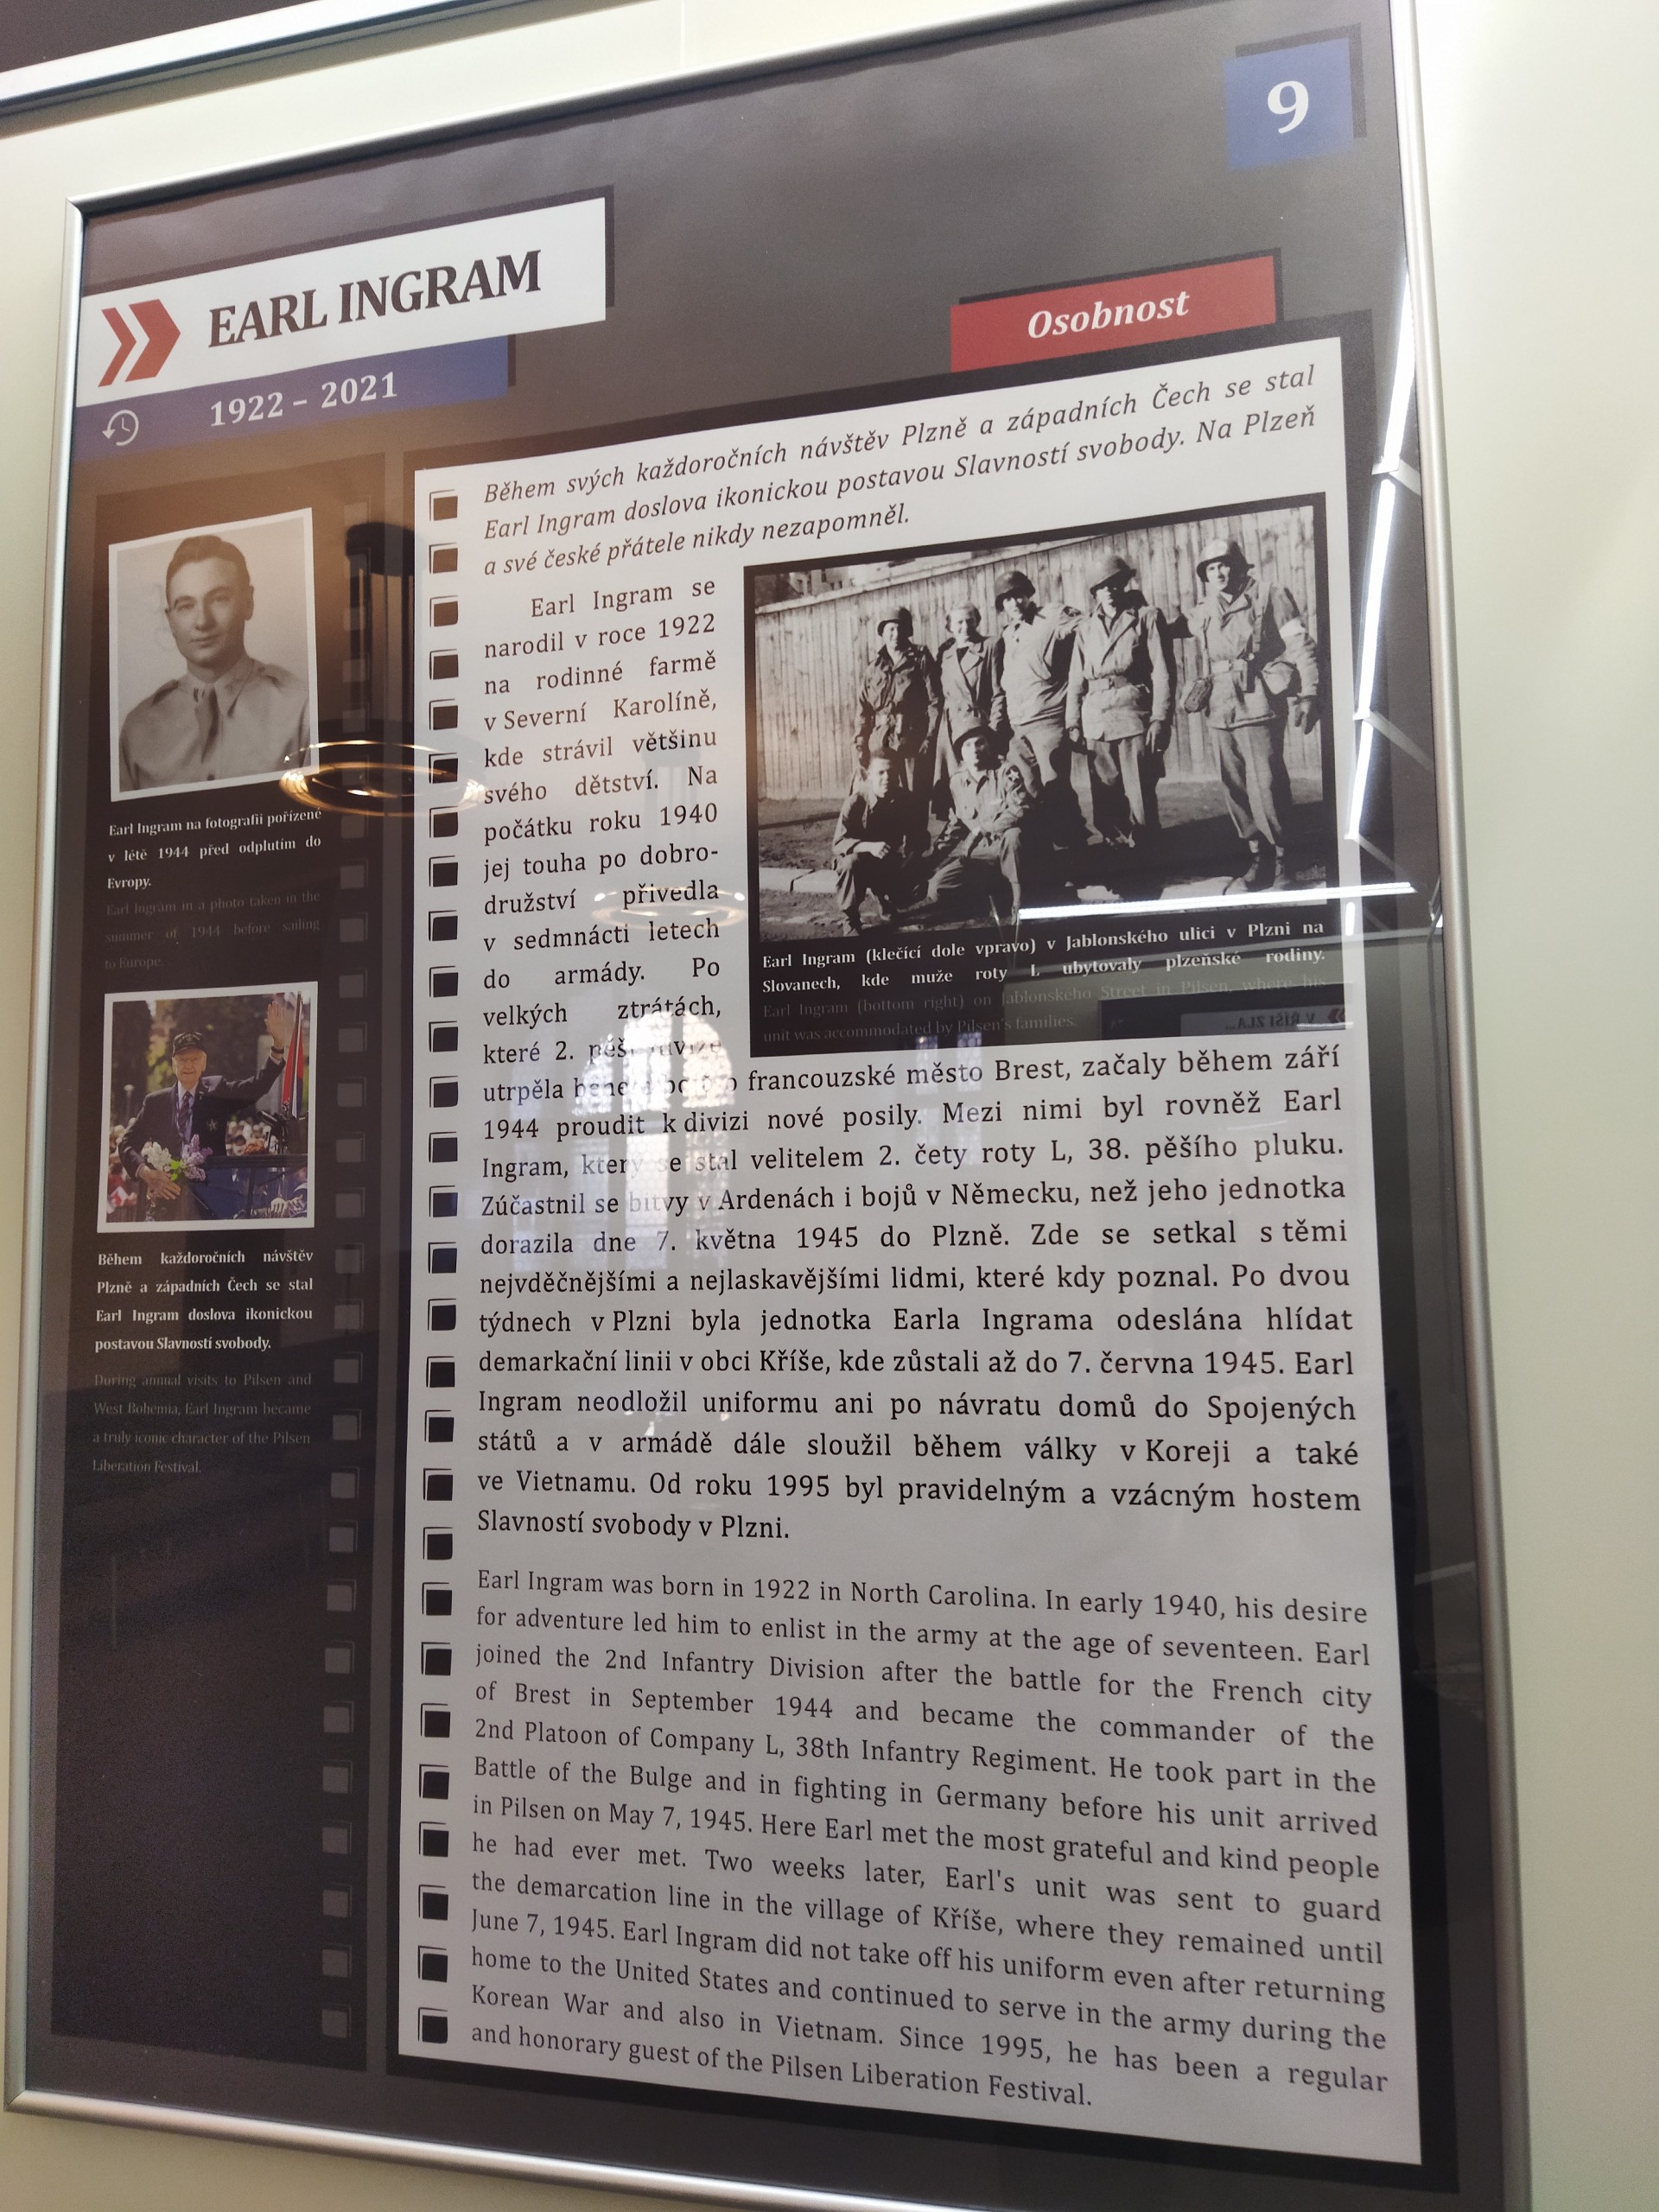 9
EARL INGRAM
1922 – 2021
Osobnost
Během svých každoročních návštěv Plzně a západních Čech se stal
Earl Ingram doslova ikonickou postavou Slavností svobody. Na Plzeň
a své české přátele nikdy nezapomněl.
Earl Ingram se
narodil v roce 1922
na rodinné farmě
v Severní Karolíně,
kde strávil většinu
svého dětství. Na
počátku roku 1940
jej touha po dobro-
družství přivedla
v sedmnácti letech
do armády. Po
velkých ztrátách,
které 2. pěší divize
utrpěla francouzské město Brest, začaly během září
1944 proudit k divizi nové posily. Mezi nimi byl rovněž Earl
Ingram, který se stal velitelem 2. čety roty L, 38. pěšího pluku.
Zúčastnil se bitvy v Ardenách i bojů v Německu, než jeho jednotka
dorazila dne 7. května 1945 do Plzně. Zde se setkal s těmi
nejvděčnějšími a nejlaskavějšími lidmi, které kdy poznal. Po dvou
týdnech v Plzni byla jednotka Earla Ingrama odeslána hlídat
demarkační linii v obci Kříše, kde zůstali až do 7. června 1945. Earl
Ingram neodložil uniformu ani po návratu domů do Spojených
států a v armádě dále sloužil během války v Koreji a také
ve Vietnamu. Od roku 1995 byl pravidelným a vzácným hostem
Slavností svobody v Plzni.
Earl Ingram was born in 1922 in North Carolina. In early 1940, his desire
for adventure led him to enlist in the army at the age of seventeen. Earl
joined the 2nd Infantry Division after the battle for the French city
of Brest in September 1944 and became the commander of the
2nd Platoon of Company L, 38th Infantry Regiment. He took part in the
Battle of the Bulge and in fighting in Germany before his unit arrived
in Pilsen on May 7, 1945. Here Earl met the most grateful and kind people
he had ever met. Two weeks later, Earl's unit was sent to guard
the demarcation line in the village of Kříše, where they remained until
June 7, 1945. Earl Ingram did not take off his uniform even after returning
home to the United States and continued to serve in the army during the
Korean War and also in Vietnam. Since 1995, he has been a regular
and honorary guest of the Pilsen Liberation Festival.
Earl Ingram (klečící dole vpravo) v Jablonského ulici v Plzni na
Slovanech, kde muže roty L ubytovaly plzeňské rodiny.
Earl Ingram (bottom right) on Jablonského Street in Pilsen, where his
unit was accommodated by Pilsen's families.
Earl Ingram na fotografii pořízené
v létě 1944 před odplutím do
Evropy.
Earl Ingram in a photo taken in the
summer of 1944 before sailing
to Europe.
Během každoročních návštěv
Plzně a západních Čech se stal
Earl Ingram doslova ikonickou
postavou Slavností svobody.
During annual visits to Pilsen and
West Bohemia, Earl Ingram became
a truly iconic character of the Pilsen
Liberation Festival.